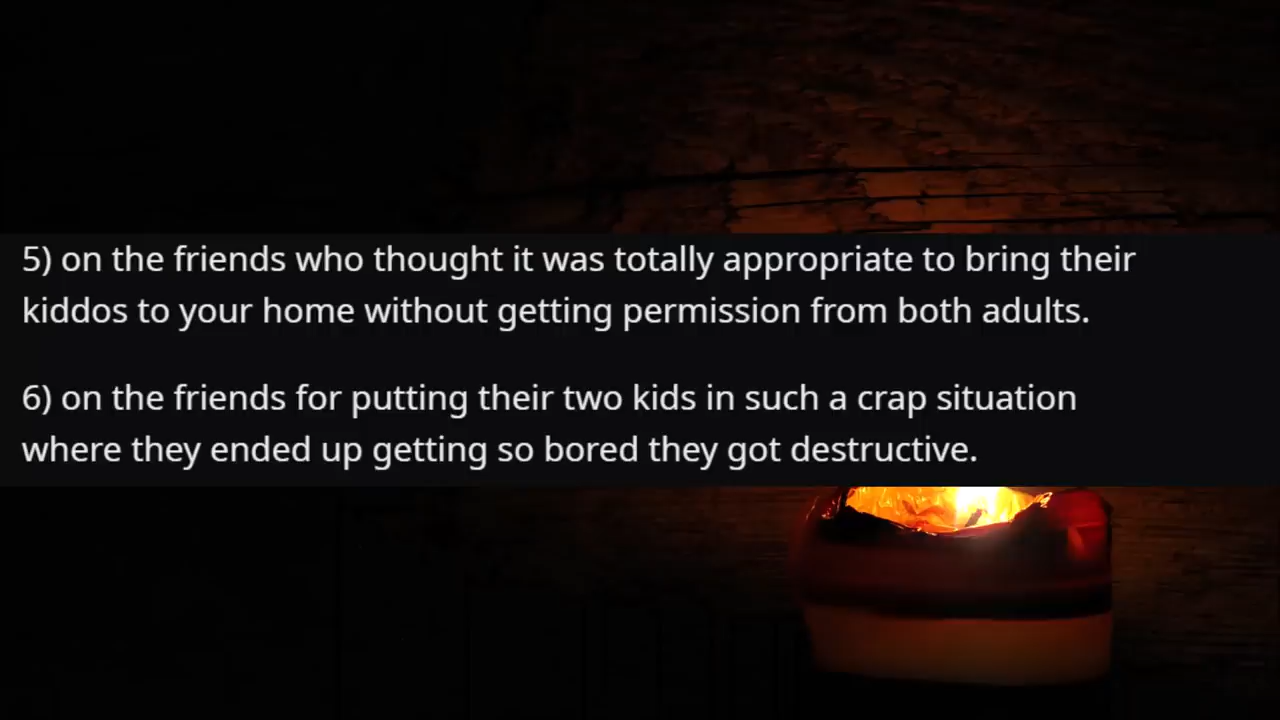 5) on the friends who thought it was totally appropriate to bring their
kiddos to your home without getting permission from both adults.
6) on the friends for putting their two kids in such a crap situation
where they ended up getting so bored they got destructive.